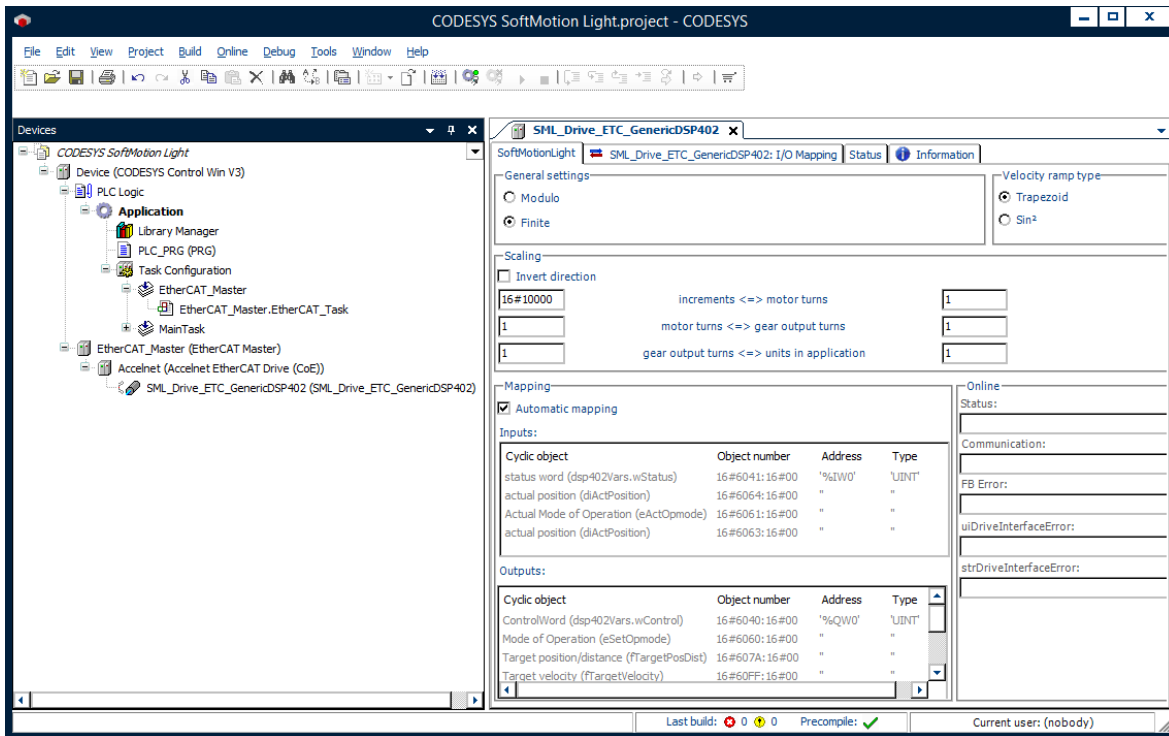 CODESYS SoftMotion Light.project - CODESYS
File Edit View Project Build Online Debug Tools Window Help
Devices
CODESYS SoftMotion Light
Device (CODESYS Control Win V3)
PLC Logic
Application
Library Manager
PLC_PRG (PRG)
Task Configuration
EtherCAT_Master
EtherCAT_Master.EtherCAT_Task
MainTask
EtherCAT_Master (EtherCAT Master)
Accelnet (Accelnet EtherCAT Drive (CoE))
SML_Drive_ETC_GenericDSP402 (SML_Drive_ETC_GenericDSP402)
SML_Drive_ETC_GenericDSP402
SoftMotionLight SML_Drive_ETC_GenericDSP402: I/O Mapping Status Information
General settings
Modulo
Finite
Velocity ramp type
Trapezoid
Sin²
Scaling
Invert direction
16#10000 increments <=> motor turns 1
1 motor turns <=> gear output turns 1
1 gear output turns <=> units in application 1
Mapping
Automatic mapping
Inputs:
Cyclic object Object number Address Type
status word (dsp402Vars.wStatus) 16#6041:16#00 '%IW0' 'UINT'
actual position (diActPosition) 16#6064:16#00 '' ''
Actual Mode of Operation (eActOpmode) 16#6061:16#00 '' ''
actual position (diActPosition) 16#6063:16#00 '' ''
Outputs:
Cyclic object Object number Address Type
ControlWord (dsp402Vars.wControl) 16#6040:16#00 '%QW0' 'UINT'
Mode of Operation (eSetOpmode) 16#6060:16#00 '' ''
Target position/distance (fTargetPosDist) 16#607A:16#00 '' ''
Target velocity (fTargetVelocity) 16#60FF:16#00 '' ''
Online
Status:
Communication:
FB Error:
uiDriveInterfaceError:
strDriveInterfaceError:
Last build: 0 0 Precompile: Current user: (nobody)